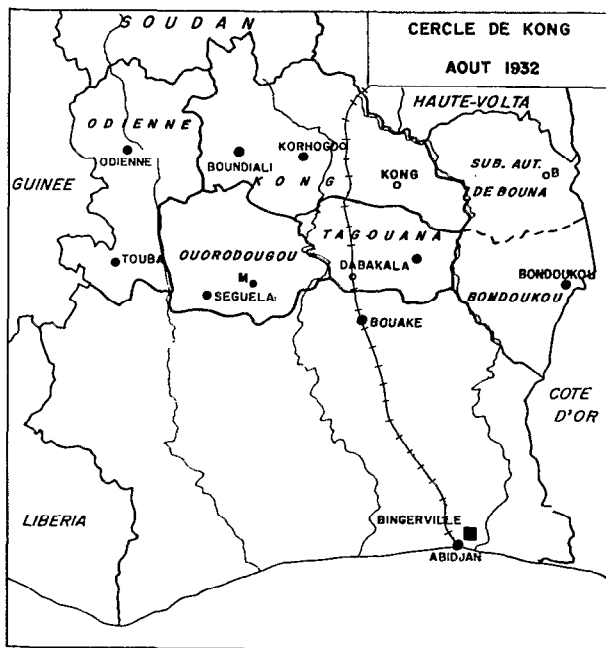 SOUDAN
CERCLE DE KONG
AOUT 1932
HAUTE-VOLTA
ODIENNE
ODIENNE
BOUNDIALI
KORHOGDO
KONG
KONG
SUB. AUT.
B
DE BOUNA
GUINEE
TOUBA
OUORODOUGOU
M
SEGUELA
TAGOUANA
DABAKALA
BONDOUKOU
BONDOUKOU
BOUAKE
COTE
D'OR
LIBERIA
BINGERVILLE
ABIDJAN